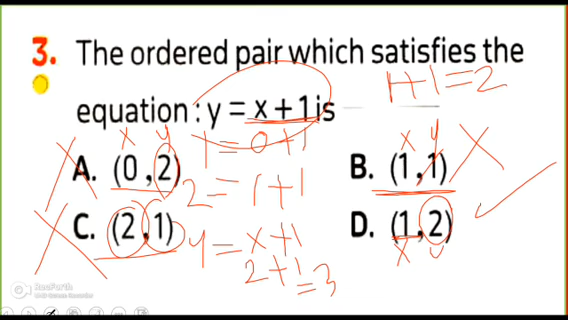 3. The ordered pair which satisfies the
1+1=2
equation : y = x + 1 is
x y
1 = 0+1
x y
A. (0 ,2)
B. (1 ,1)
2 = 1+1
C. (2 ,1)
D. (1 ,2)
y = x+1
x y
2+1=3